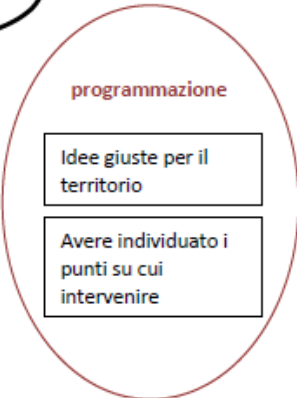 programmazione
Idee giuste per il
territorio
Avere individuato i
punti su cui
intervenire